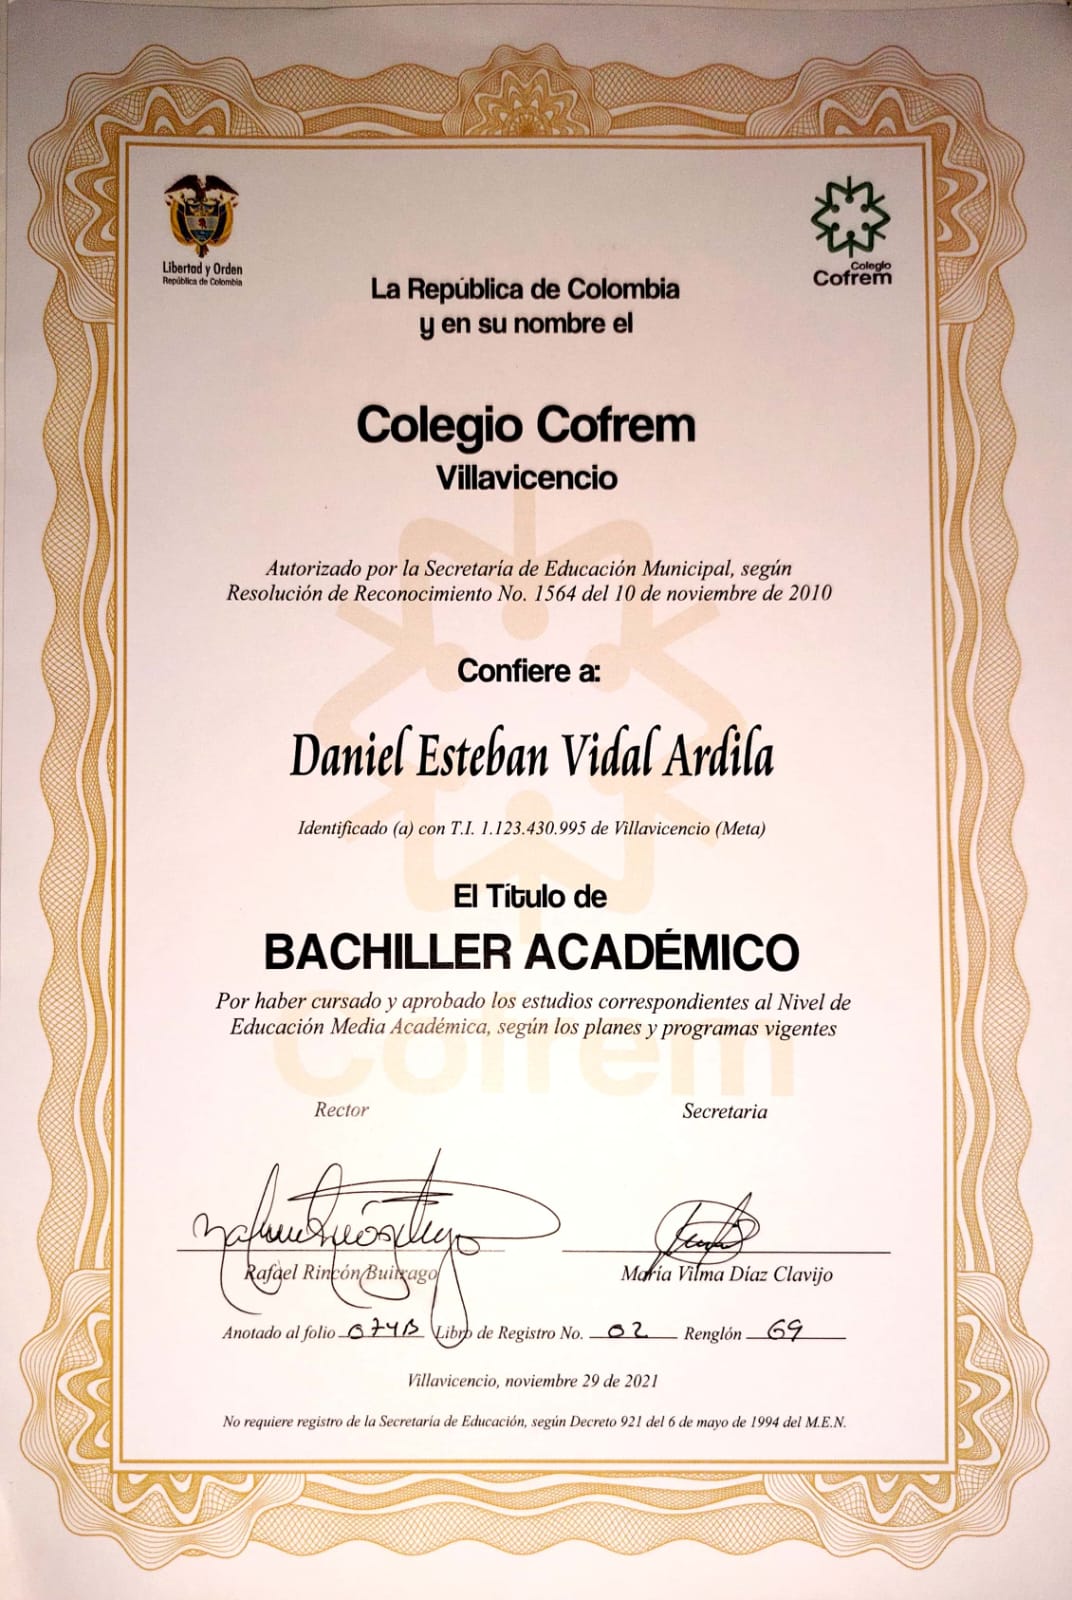 Libertad y Orden
República de Colombia
Colegio
Cofrem
La República de Colombia
y en su nombre el
Colegio Cofrem
Villavicencio
Autorizado por la Secretaría de Educación Municipal, según
Resolución de Reconocimiento No. 1564 del 10 de noviembre de 2010
Confiere a:
Daniel Esteban Vidal Ardila
Identificado (a) con T.I. 1.123.430.995 de Villavicencio (Meta)
El Título de
BACHILLER ACADÉMICO
Por haber cursado y aprobado los estudios correspondientes al Nivel de
Educación Media Académica, según los planes y programas vigentes
Cofrem
Rector Secretaria
Rafael Rincón Buitrago María Vilma Díaz Clavijo
Anotado al folio 074B Libro de Registro No. 02 Renglón 69
Villavicencio, noviembre 29 de 2021
No requiere registro de la Secretaría de Educación, según Decreto 921 del 6 de mayo de 1994 del M.E.N.